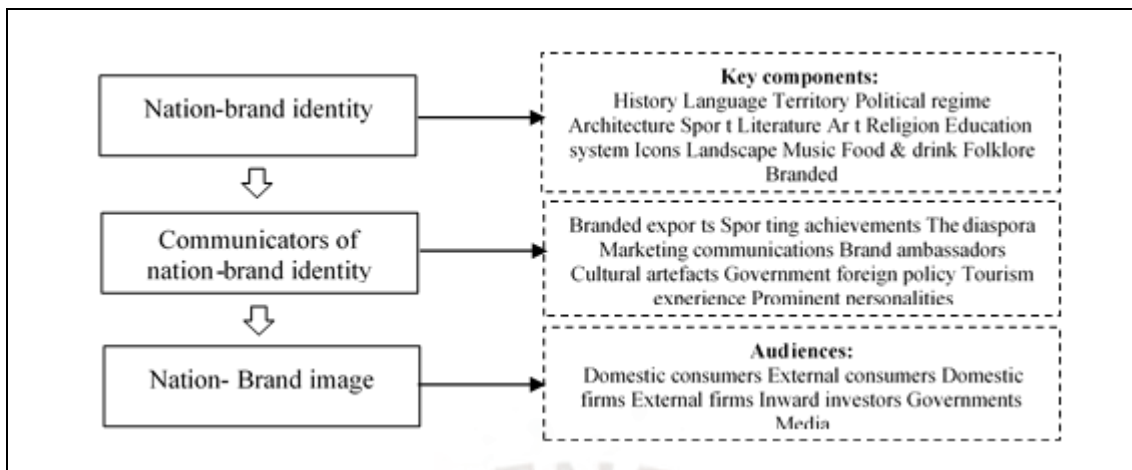 Nation-brand identity
Key components:
History Language Territory Political regime
Architecture Spor t Literature Ar t Religion Education
system Icons Landscape Music Food & drink Folklore
Branded
Communicators of
nation-brand identity
Branded expor ts Spor ting achievements The diaspora
Marketing communications Brand ambassadors
Cultural artefacts Government foreign policy Tourism
experience Prominent personalities
Nation- Brand image
Audiences:
Domestic consumers External consumers Domestic
firms External firms Inward investors Governments
Media